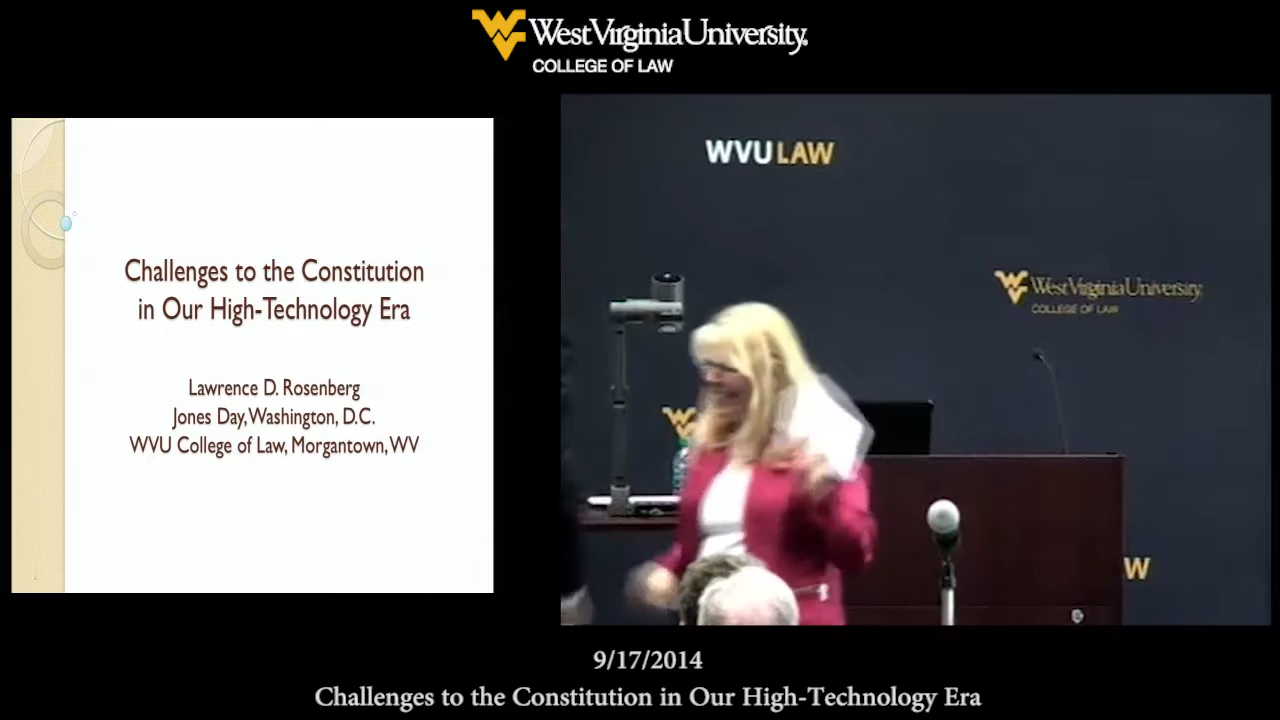 WestVirginiaUniversity.
COLLEGE OF LAW
Challenges to the Constitution
in Our High-Technology Era
Lawrence D. Rosenberg
Jones Day, Washington, D.C.
WVU College of Law, Morgantown, WV
WVU LAW
WestVirginiaUniversity.
COLLEGE OF LAW
W
9/17/2014
Challenges to the Constitution in Our High-Technology Era